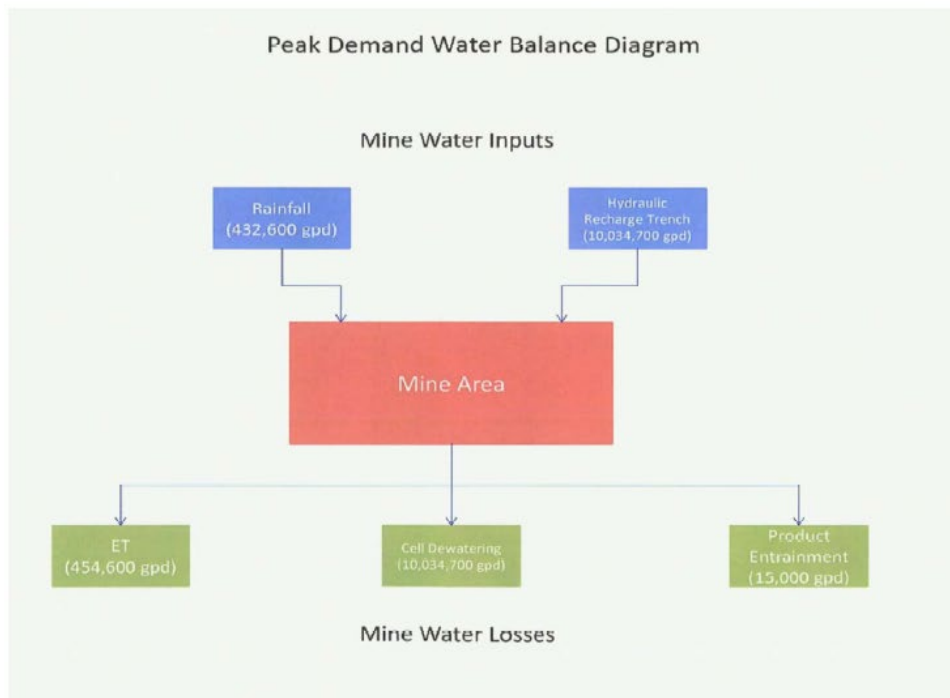 Peak Demand Water Balance Diagram
Mine Water Inputs
Rainfall
(432,600 gpd)
Hydraulic
Recharge Trench
(10,034,700 gpd)
Mine Area
ET
(454,600 gpd)
Cell Dewatering
(10,034,700 gpd)
Product
Entrainment
(15,000 gpd)
Mine Water Losses